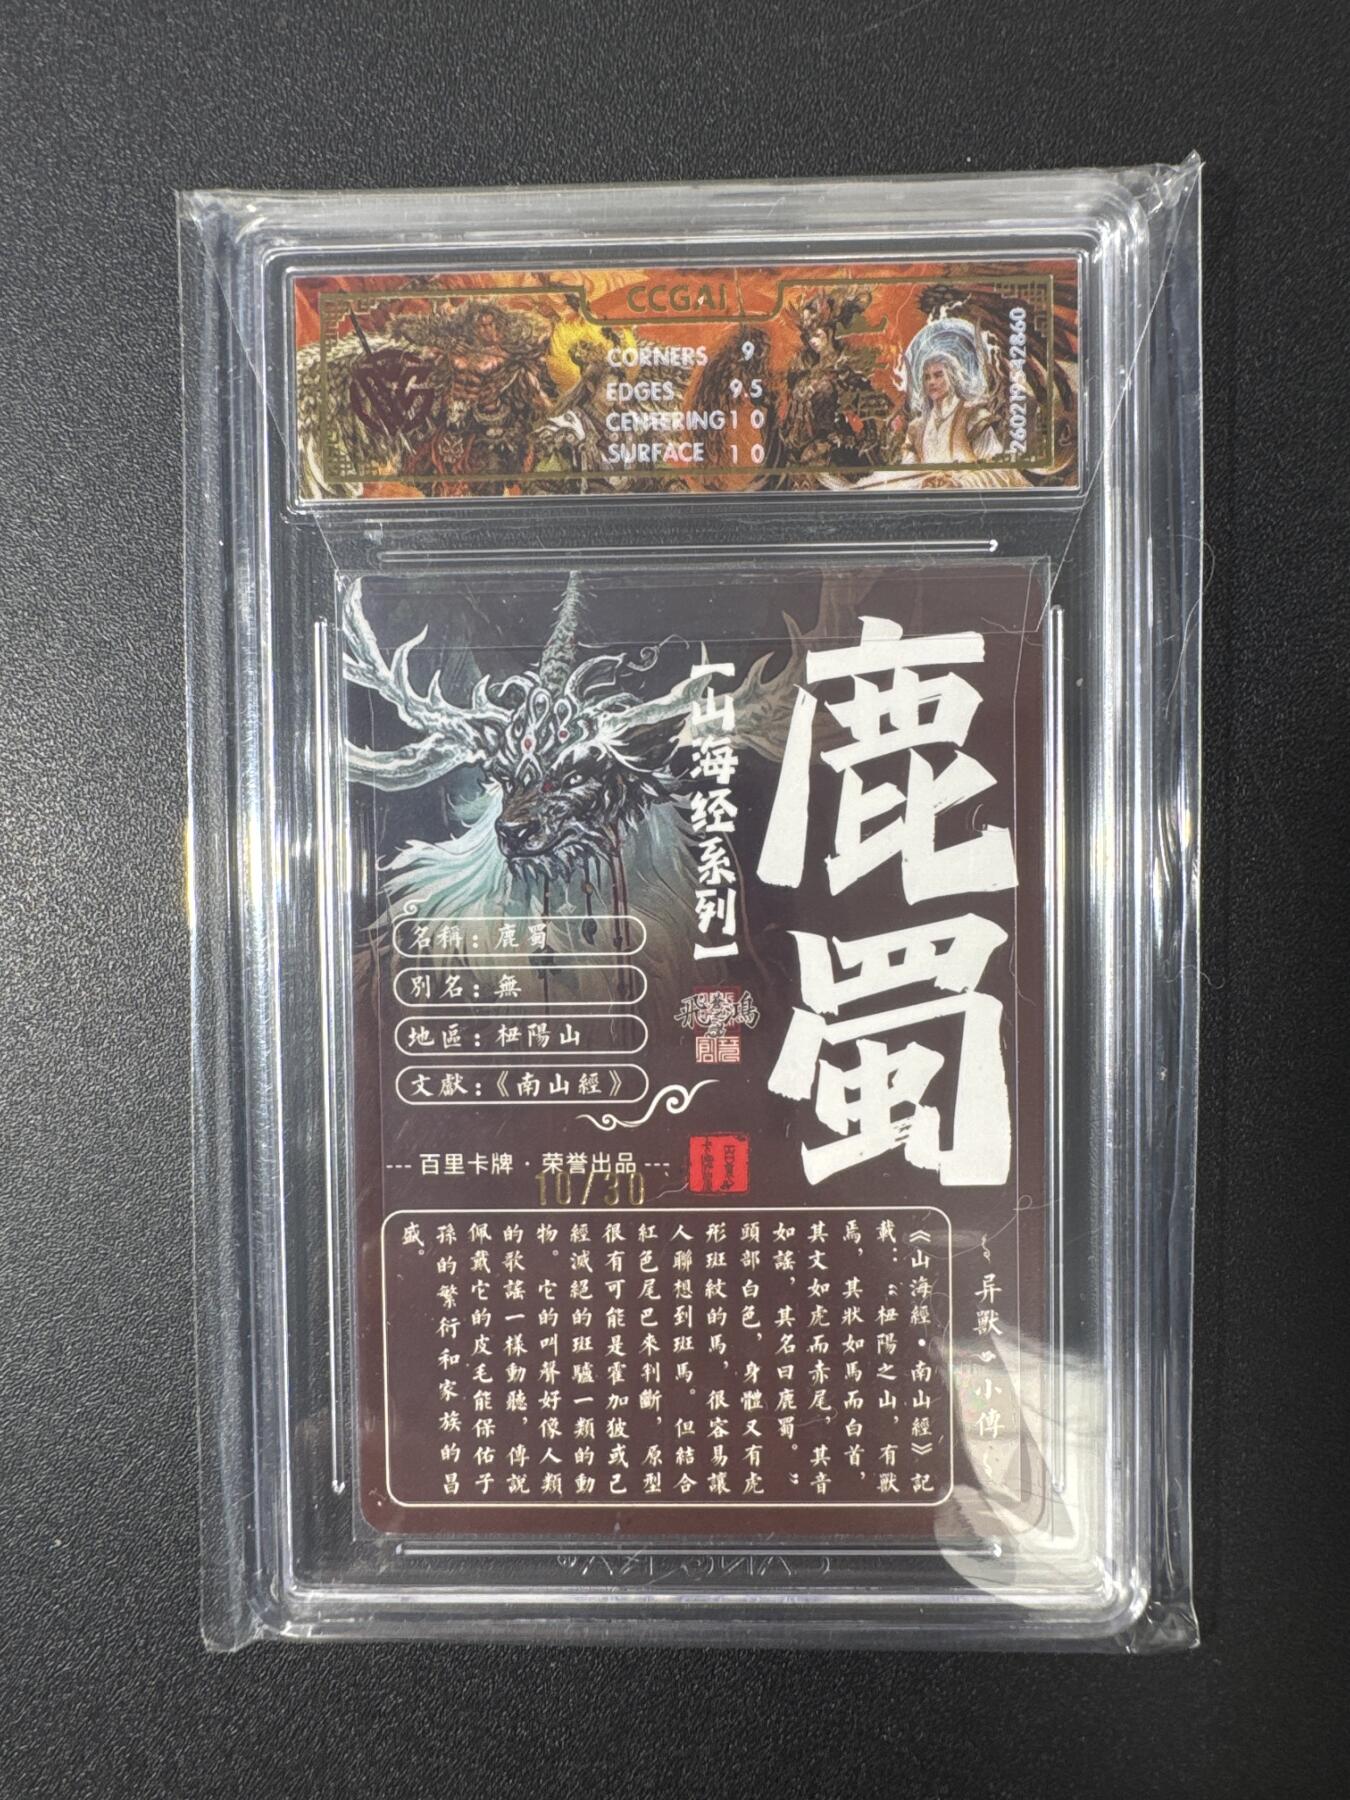 CCGAI
CORNERS 9
EDGES 9.5
CENTERING 10
SURFACE 10
鹿蜀
【山海经系列】
名稱：鹿蜀
別名：無
地區：杻陽山
文獻：《南山經》
飛鴻
--- 百里卡牌 · 荣誉出品 ---
10/30
异獸 小傳
《山海經·南山經》記
載：“杻陽之山，有獸
焉，其狀如馬而白首，
其文如虎而赤尾，其音
如謠，其名曰鹿蜀。”
頭部白色，身體又有虎
形斑紋的馬，很容易讓
人聯想到斑馬。但結合
紅色尾巴來判斷，原型
很有可能是霍加狓或已
經滅絕的斑驢一類的動
物。它的叫聲好像人類
的歌謠一樣動聽，傳說
佩戴它的皮毛能保佑子
孫的繁衍和家族的昌
盛。